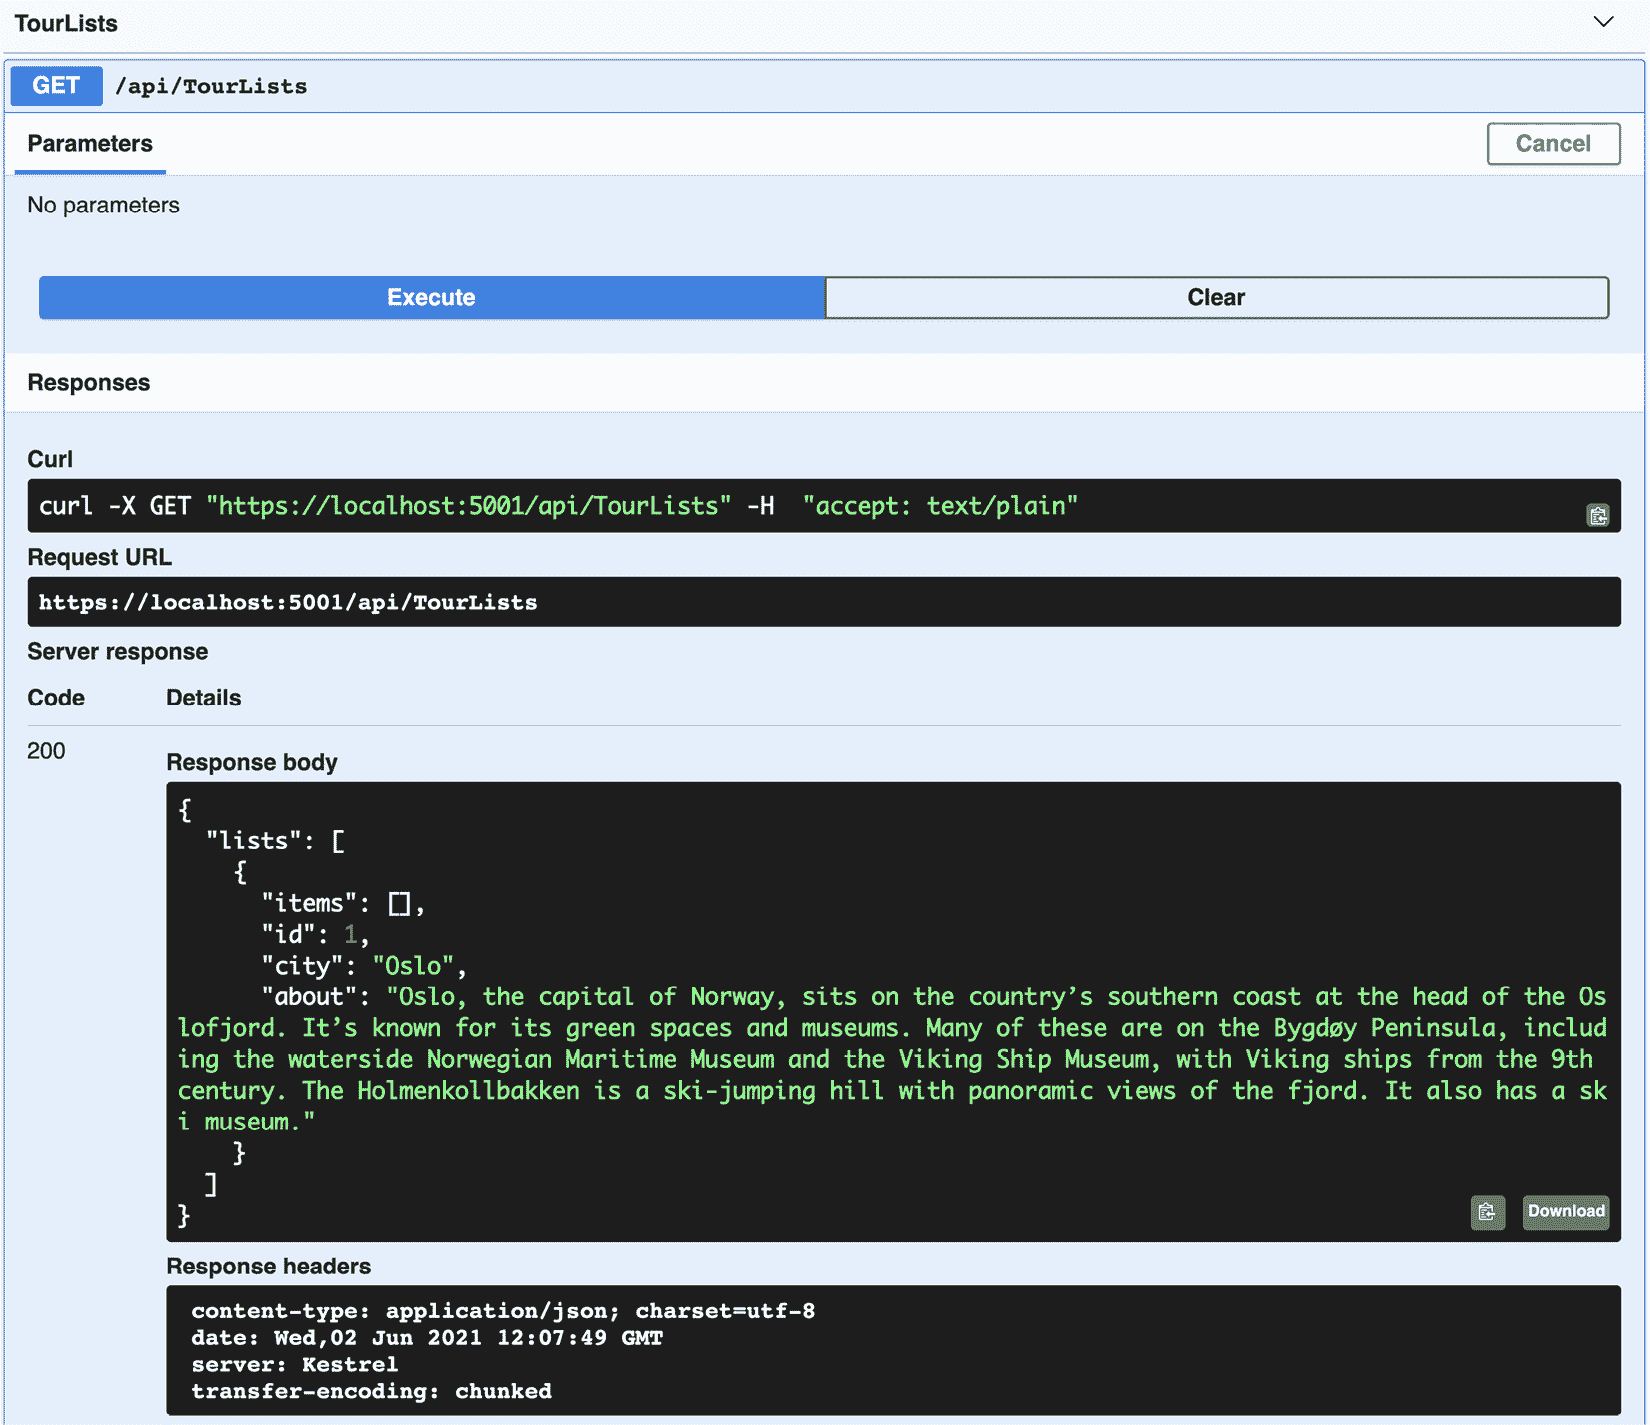 TourLists
GET /api/TourLists
Parameters
Cancel
No parameters
Execute
Clear
Responses
Curl
curl -X GET "https://localhost:5001/api/TourLists" -H  "accept: text/plain"
Request URL
https://localhost:5001/api/TourLists
Server response
Code Details
200
Response body
{
  "lists": [
    {
      "items": [],
      "id": 1,
      "city": "Oslo",
      "about": "Oslo, the capital of Norway, sits on the country’s southern coast at the head of the Os
lofjord. It’s known for its green spaces and museums. Many of these are on the Bygdøy Peninsula, includ
ing the waterside Norwegian Maritime Museum and the Viking Ship Museum, with Viking ships from the 9th
century. The Holmenkollbakken is a ski-jumping hill with panoramic views of the fjord. It also has a sk
i museum."
    }
  ]
}
Download
Response headers
content-type: application/json; charset=utf-8
date: Wed,02 Jun 2021 12:07:49 GMT
server: Kestrel
transfer-encoding: chunked